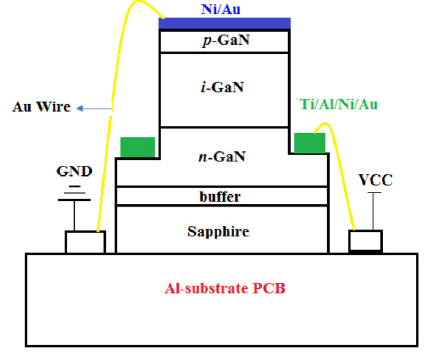 Ni/Au
p-GaN
i-GaN
Au Wire
Ti/Al/Ni/Au
n-GaN
GND
VCC
buffer
Sapphire
Al-substrate PCB